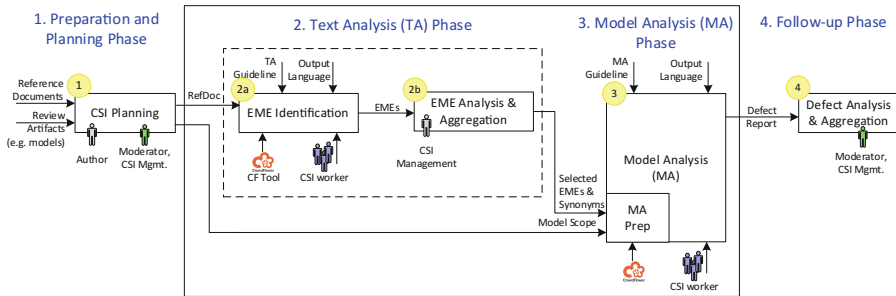 1. Preparation and
Planning Phase
2. Text Analysis (TA) Phase
3. Model Analysis (MA)
Phase
4. Follow-up Phase
Reference
Documents
Review
Artifacts
(e.g. models)
1
CSI Planning
Author
Moderator,
CSI Mgmt.
RefDoc
TA
Guideline
Output
Language
2a
EME Identification
CrowdFlower
CF Tool
CSI worker
EMEs
2b
EME Analysis &
Aggregation
CSI
Management
Selected
EMEs &
Synonyms
Model Scope
MA
Guideline
Output
Language
3
Model Analysis
(MA)
MA
Prep
CrowdFlower
CSI worker
Defect
Report
4
Defect Analysis
& Aggregation
Moderator,
CSI Mgmt.